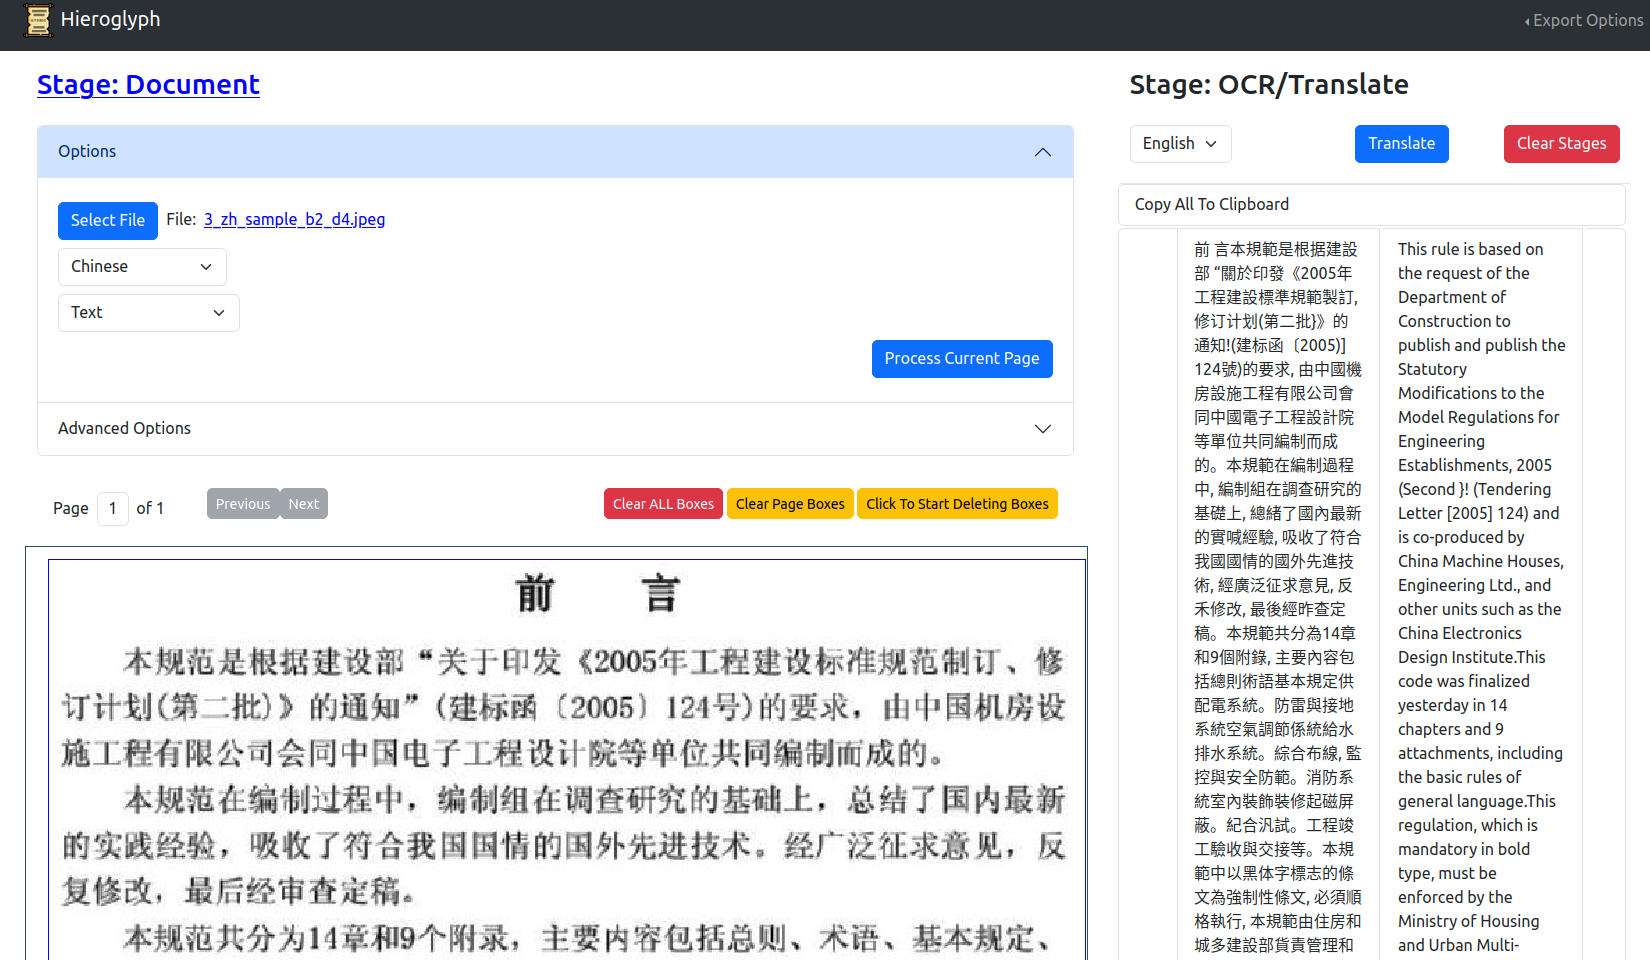 Hieroglyph
Export Options
Stage: Document
Options
Select File File: 3_zh_sample_b2_d4.jpeg
Chinese
Text
Process Current Page
Advanced Options
Page 1 of 1
Previous Next
Clear ALL Boxes Clear Page Boxes Click To Start Deleting Boxes
前 言
本规范是根据建设部“关于印发《2005年工程建设标准规范制订、修
订计划(第二批)》的通知”(建标函〔2005〕124号)的要求，由中国机房设
施工程有限公司会同中国电子工程设计院等单位共同编制而成的。
本规范在编制过程中，编制组在调查研究的基础上，总结了国内最新
的实践经验，吸收了符合我国国情的国外先进技术。经广泛征求意见，反
复修改，最后经审查定稿。
本规范共分为14章和9个附录，主要内容包括总则、术语、基本规定、
Stage: OCR/Translate
English
Translate
Clear Stages
Copy All To Clipboard
前 言本規範是根据建設
部 “關於印發《2005年
工程建設標準規範製訂,
修订计划(第二批}》的
通知!(建标函〔2005)]
124號)的要求, 由中國機
房設施工程有限公司會
同中國電子工程設計院
等單位共同編制而成
的。本規範在編制過程
中, 編制組在調查研究的
基礎上, 總緒了國內最新
的實喊經驗, 吸收了符合
我國國情的國外先進技
術, 經廣泛征求意見, 反
禾修改, 最後經昨查定
稿。本規範共分為14章
和9個附錄, 主要內容包
括總則術語基本規定供
配電系統。防雷與接地
系統空氣調節係統給水
排水系統。綜合布線, 監
控與安全防範。消防系
統室內裝飾裝修起磁屏
蔽。紀合汎試。工程竣
工驗收與交接等。本規
範中以黑体字標志的條
文為強制性條文, 必須順
格執行, 本規範由住房和
城多建設部貨責管理和
This rule is based on
the request of the
Department of
Construction to
publish and publish the
Statutory
Modifications to the
Model Regulations for
Engineering
Establishments, 2005
(Second }! (Tendering
Letter [2005] 124) and
is co-produced by
China Machine Houses,
Engineering Ltd., and
other units such as the
China Electronics
Design Institute.This
code was finalized
yesterday in 14
chapters and 9
attachments, including
the basic rules of
general language.This
regulation, which is
mandatory in bold
type, must be
enforced by the
Ministry of Housing
and Urban Multi-